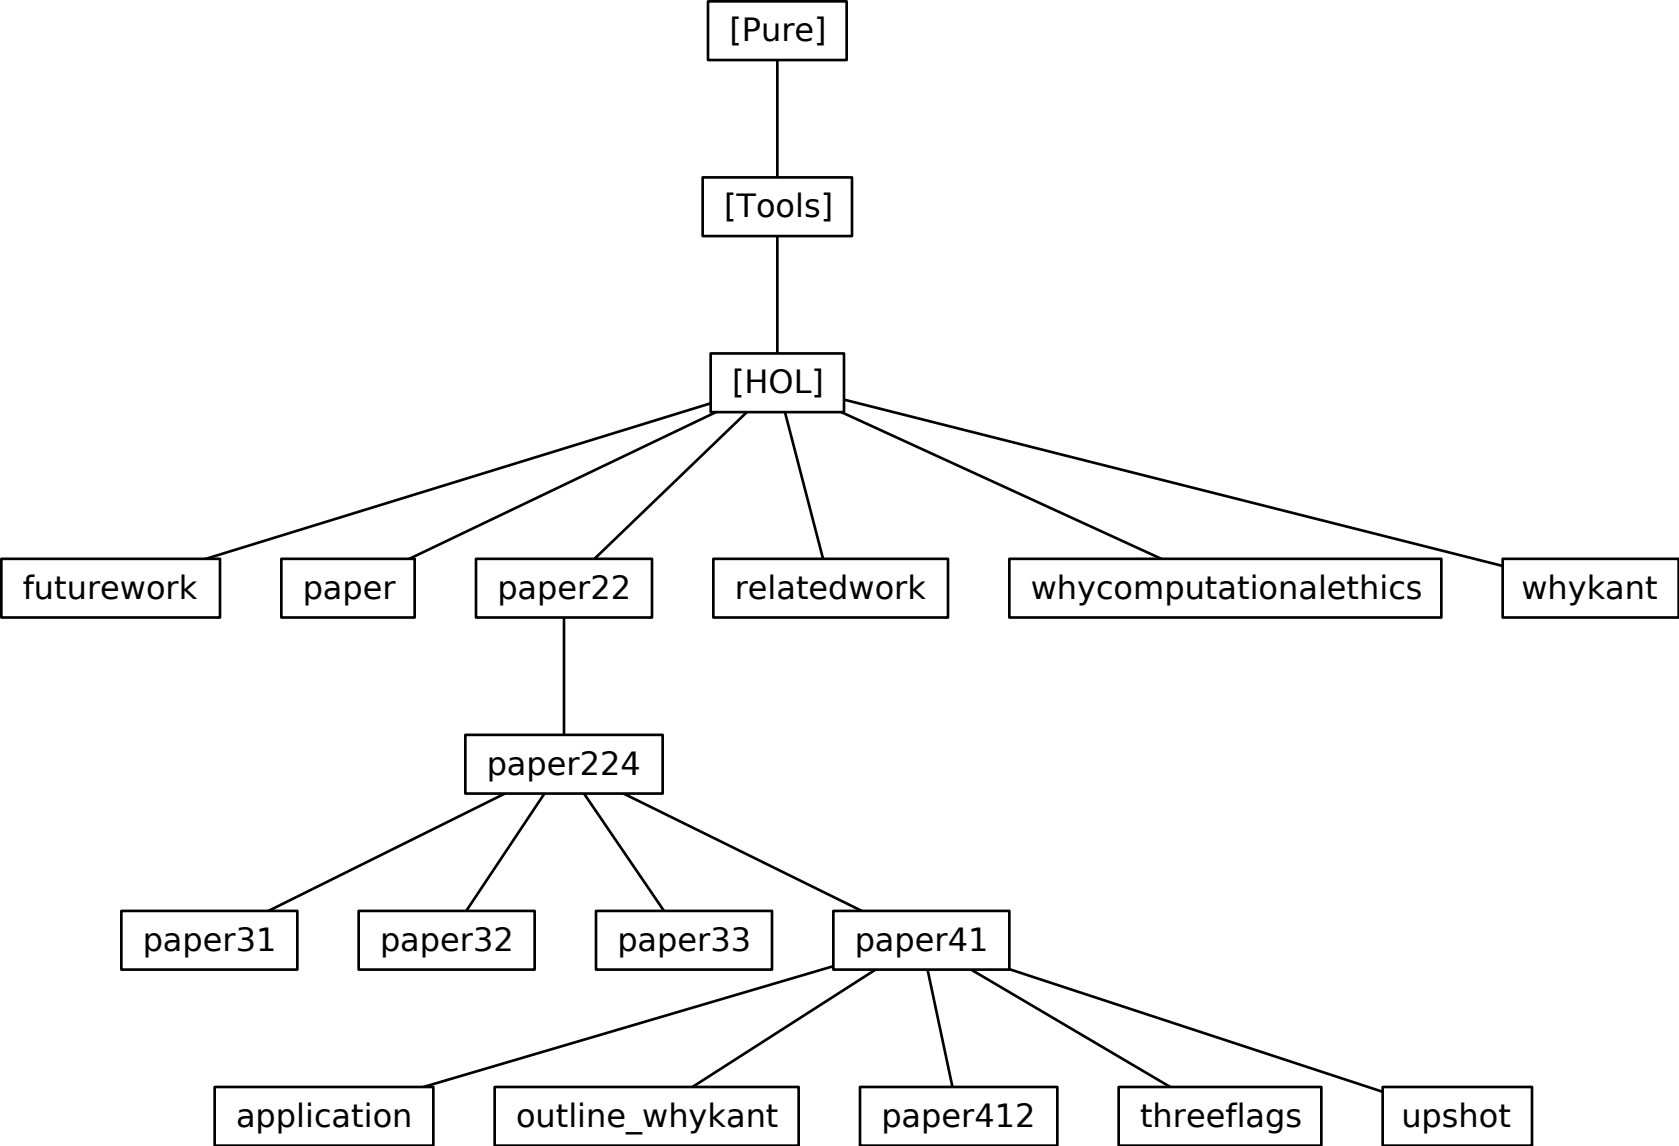 [Pure]
[Tools]
[HOL]
futurework
paper
paper22
relatedwork
whycomputationalethics
whykant
paper224
paper31
paper32
paper33
paper41
application
outline_whykant
paper412
threeflags
upshot